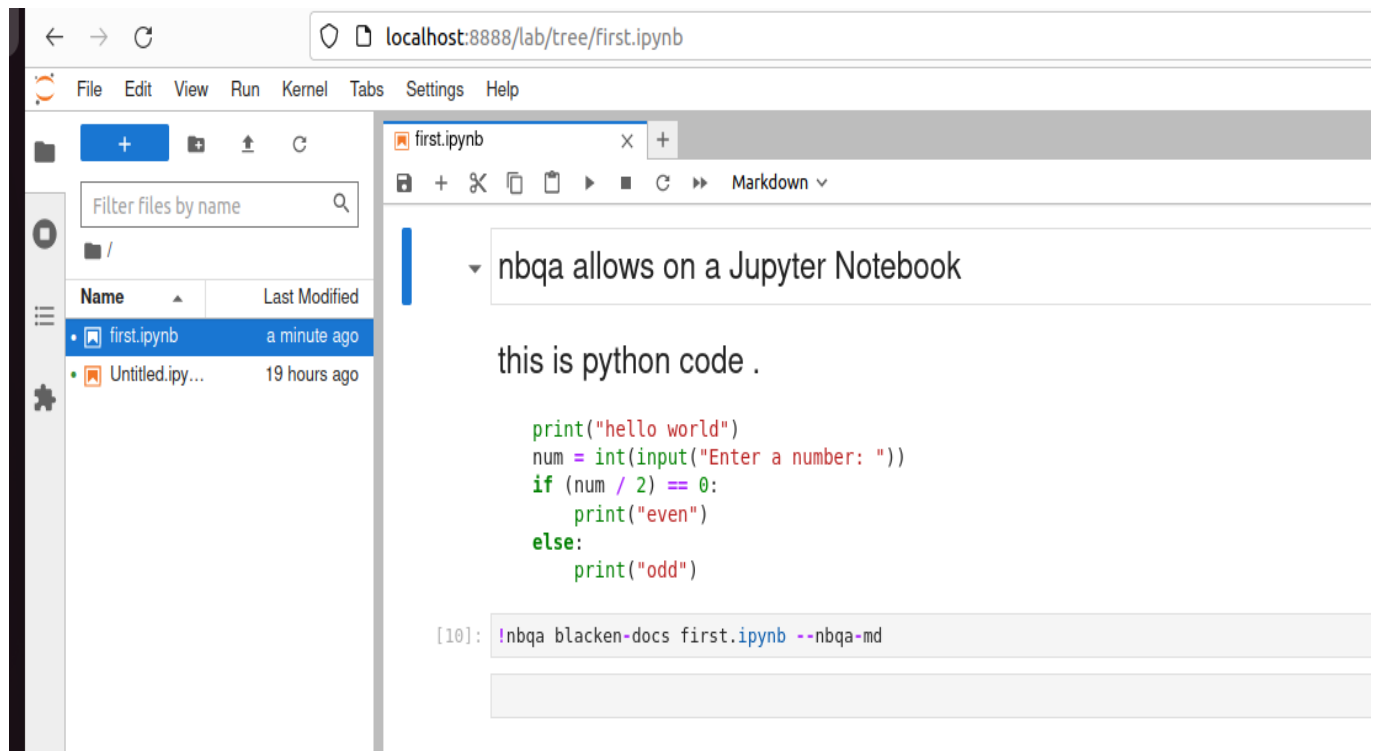 localhost:8888/lab/tree/first.ipynb
File Edit View Run Kernel Tabs Settings Help
first.ipynb
Markdown
Filter files by name
/
Name Last Modified
first.ipynb a minute ago
Untitled.ipy... 19 hours ago
nbqa allows on a Jupyter Notebook
this is python code .
print("hello world")
num = int(input("Enter a number: "))
if (num / 2) == 0:
    print("even")
else:
    print("odd")
[10]: !nbqa blacken-docs first.ipynb --nbqa-md